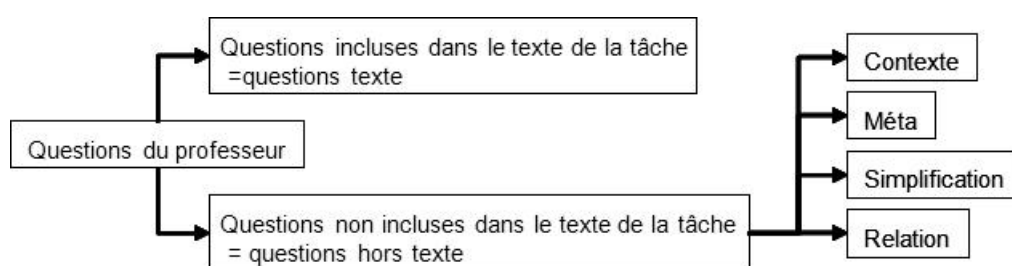 Questions incluses dans le texte de la tâche
=questions texte
Questions du professeur
Questions non incluses dans le texte de la tâche
= questions hors texte
Contexte
Méta
Simplification
Relation